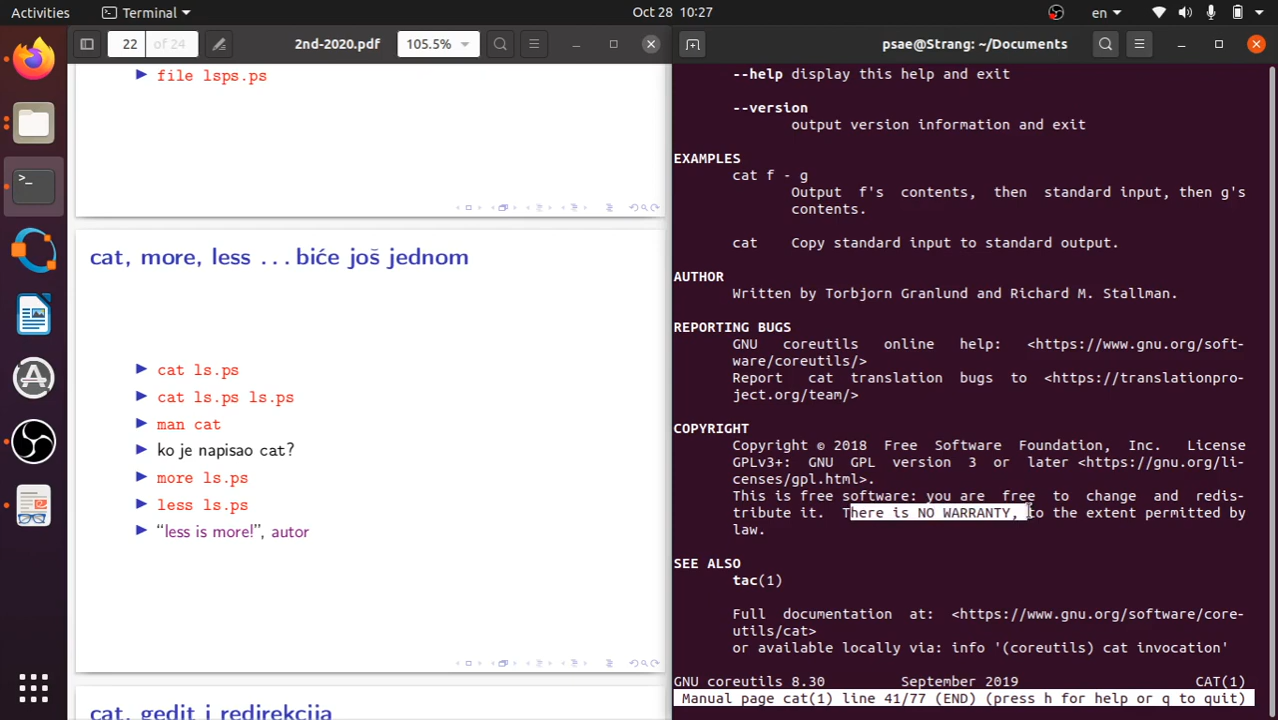 Activities
Terminal
Oct 28 10:27
en
22 of 24
2nd-2020.pdf
105.5%
file lsps.ps
cat, more, less ... biće još jednom
cat ls.ps
cat ls.ps ls.ps
man cat
ko je napisao cat?
more ls.ps
less ls.ps
“less is more!”, autor
cat, gedit i redirekcija
psae@Strang: ~/Documents
--help display this help and exit
--version
output version information and exit
EXAMPLES
cat f - g
Output f's contents, then standard input, then g's
contents.
cat Copy standard input to standard output.
AUTHOR
Written by Torbjorn Granlund and Richard M. Stallman.
REPORTING BUGS
GNU coreutils online help: <https://www.gnu.org/soft-
ware/coreutils/>
Report cat translation bugs to <https://translationpro-
ject.org/team/>
COPYRIGHT
Copyright © 2018 Free Software Foundation, Inc. License
GPLv3+: GNU GPL version 3 or later <https://gnu.org/li-
censes/gpl.html>.
This is free software: you are free to change and redis-
tribute it. There is NO WARRANTY, to the extent permitted by
law.
SEE ALSO
tac(1)
Full documentation at: <https://www.gnu.org/software/core-
utils/cat>
or available locally via: info '(coreutils) cat invocation'
GNU coreutils 8.30 September 2019 CAT(1)
Manual page cat(1) line 41/77 (END) (press h for help or q to quit)